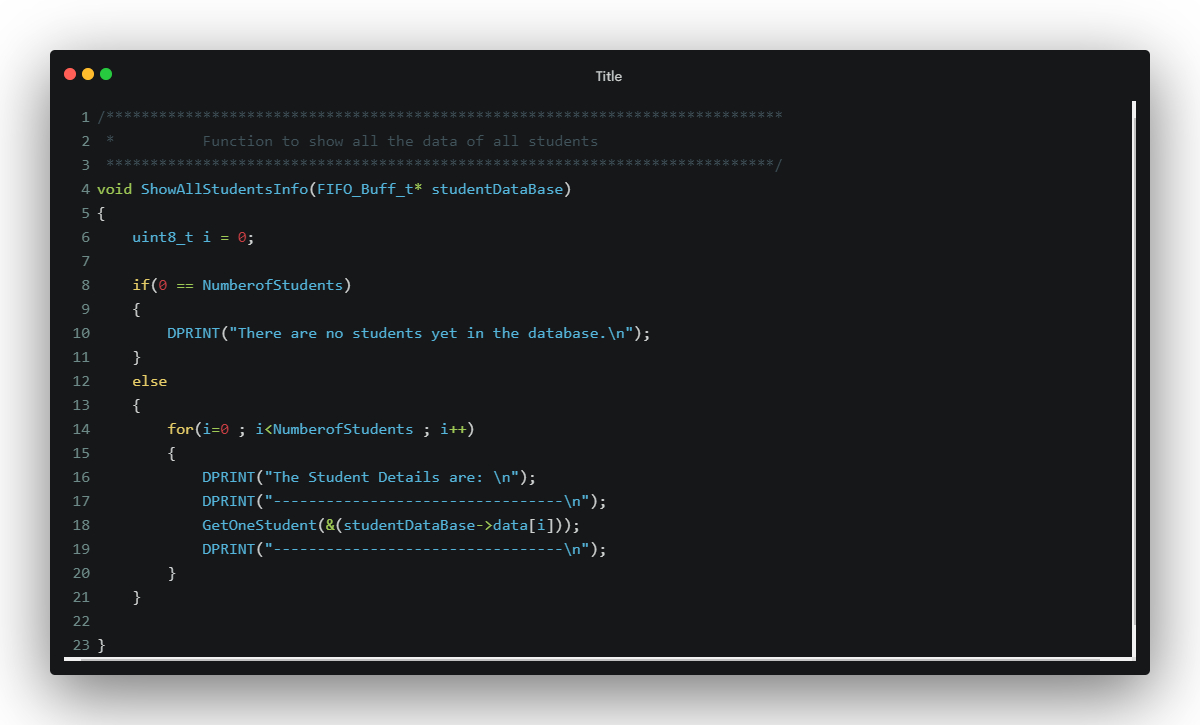 Title
1 /*****************************************************************************
2  *          Function to show all the data of all students
3  ****************************************************************************/
4 void ShowAllStudentsInfo(FIFO_Buff_t* studentDataBase)
5 {
6     uint8_t i = 0;
7
8     if(0 == NumberofStudents)
9     {
10         DPRINT("There are no students yet in the database.\n");
11     }
12     else
13     {
14         for(i=0 ; i<NumberofStudents ; i++)
15         {
16             DPRINT("The Student Details are: \n");
17             DPRINT("---------------------------------\n");
18             GetOneStudent(&(studentDataBase->data[i]));
19             DPRINT("---------------------------------\n");
20         }
21     }
22
23 }